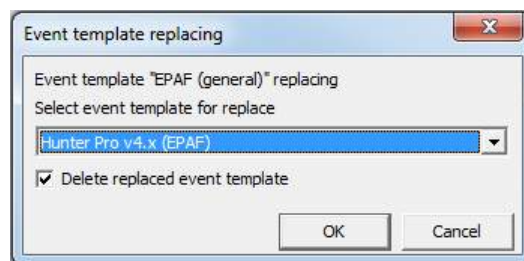 Event template replacing
Event template "EPAF (general)" replacing
Select event template for replace
Hunter Pro v4.x (EPAF)
Delete replaced event template
OK Cancel